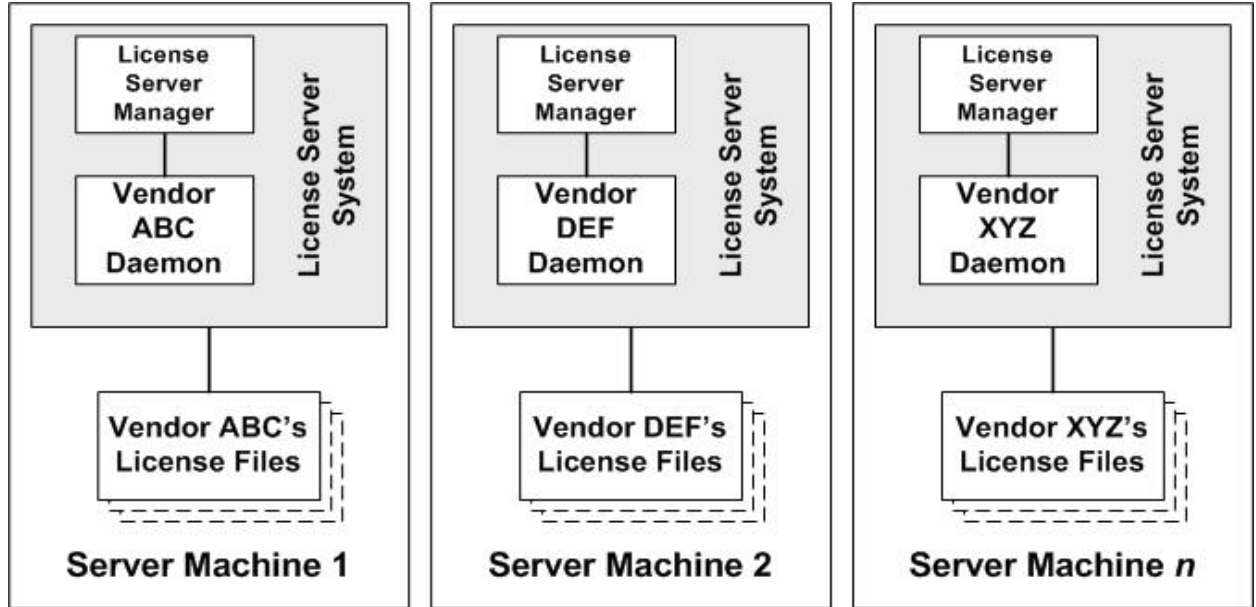 License
Server
Manager
Vendor
ABC
Daemon
License Server
System
Vendor ABC's
License Files
Server Machine 1
License
Server
Manager
Vendor
DEF
Daemon
License Server
System
Vendor DEF's
License Files
Server Machine 2
License
Server
Manager
Vendor
XYZ
Daemon
License Server
System
Vendor XYZ's
License Files
Server Machine n